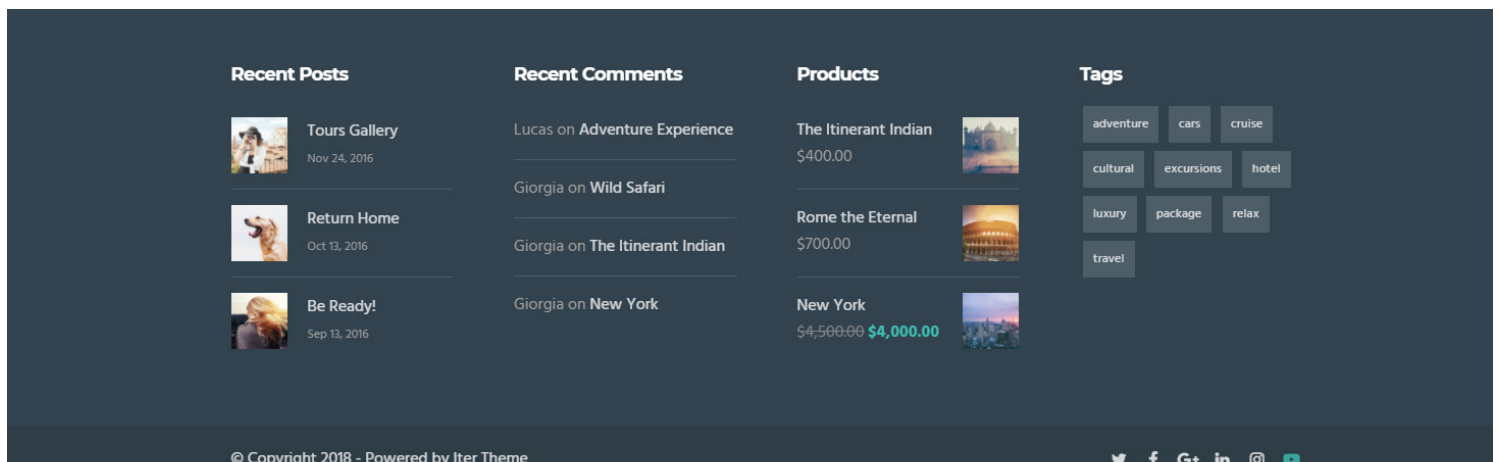 Recent Posts
Tours Gallery
Nov 24, 2016
Return Home
Oct 13, 2016
Be Ready!
Sep 13, 2016
Recent Comments
Lucas on Adventure Experience
Giorgia on Wild Safari
Giorgia on The Itinerant Indian
Giorgia on New York
Products
The Itinerant Indian
$400.00
Rome the Eternal
$700.00
New York
$4,500.00 $4,000.00
Tags
adventure cars cruise
cultural excursions hotel
luxury package relax
travel
© Copyright 2018 - Powered by Iter Theme